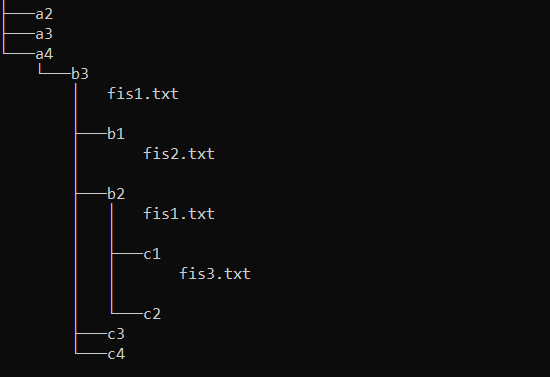 a2
a3
a4
b3
fis1.txt
b1
fis2.txt
b2
fis1.txt
c1
fis3.txt
c2
c3
c4